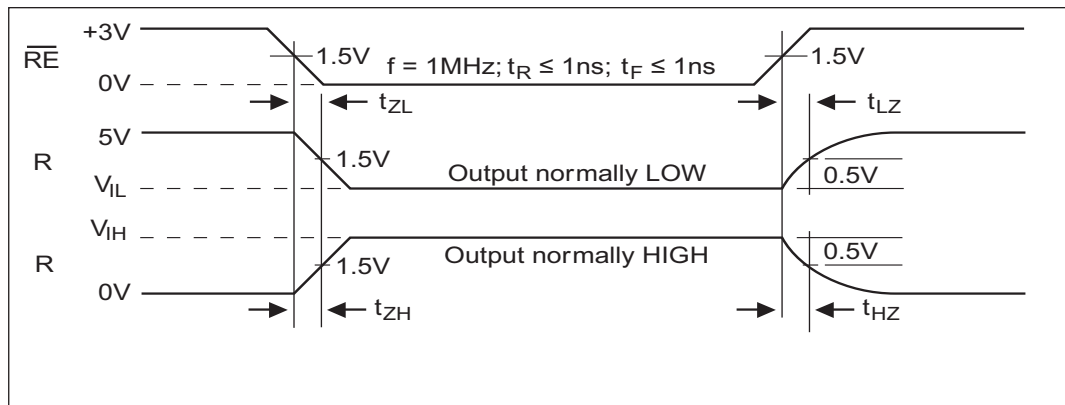 +3V
RE
1.5V
f = 1MHz; tR ≤ 1ns; tF ≤ 1ns
1.5V
0V
tZL
tLZ
5V
R
1.5V
Output normally LOW
0.5V
VIL
VIH
R
1.5V
Output normally HIGH
0.5V
0V
tZH
tHZ